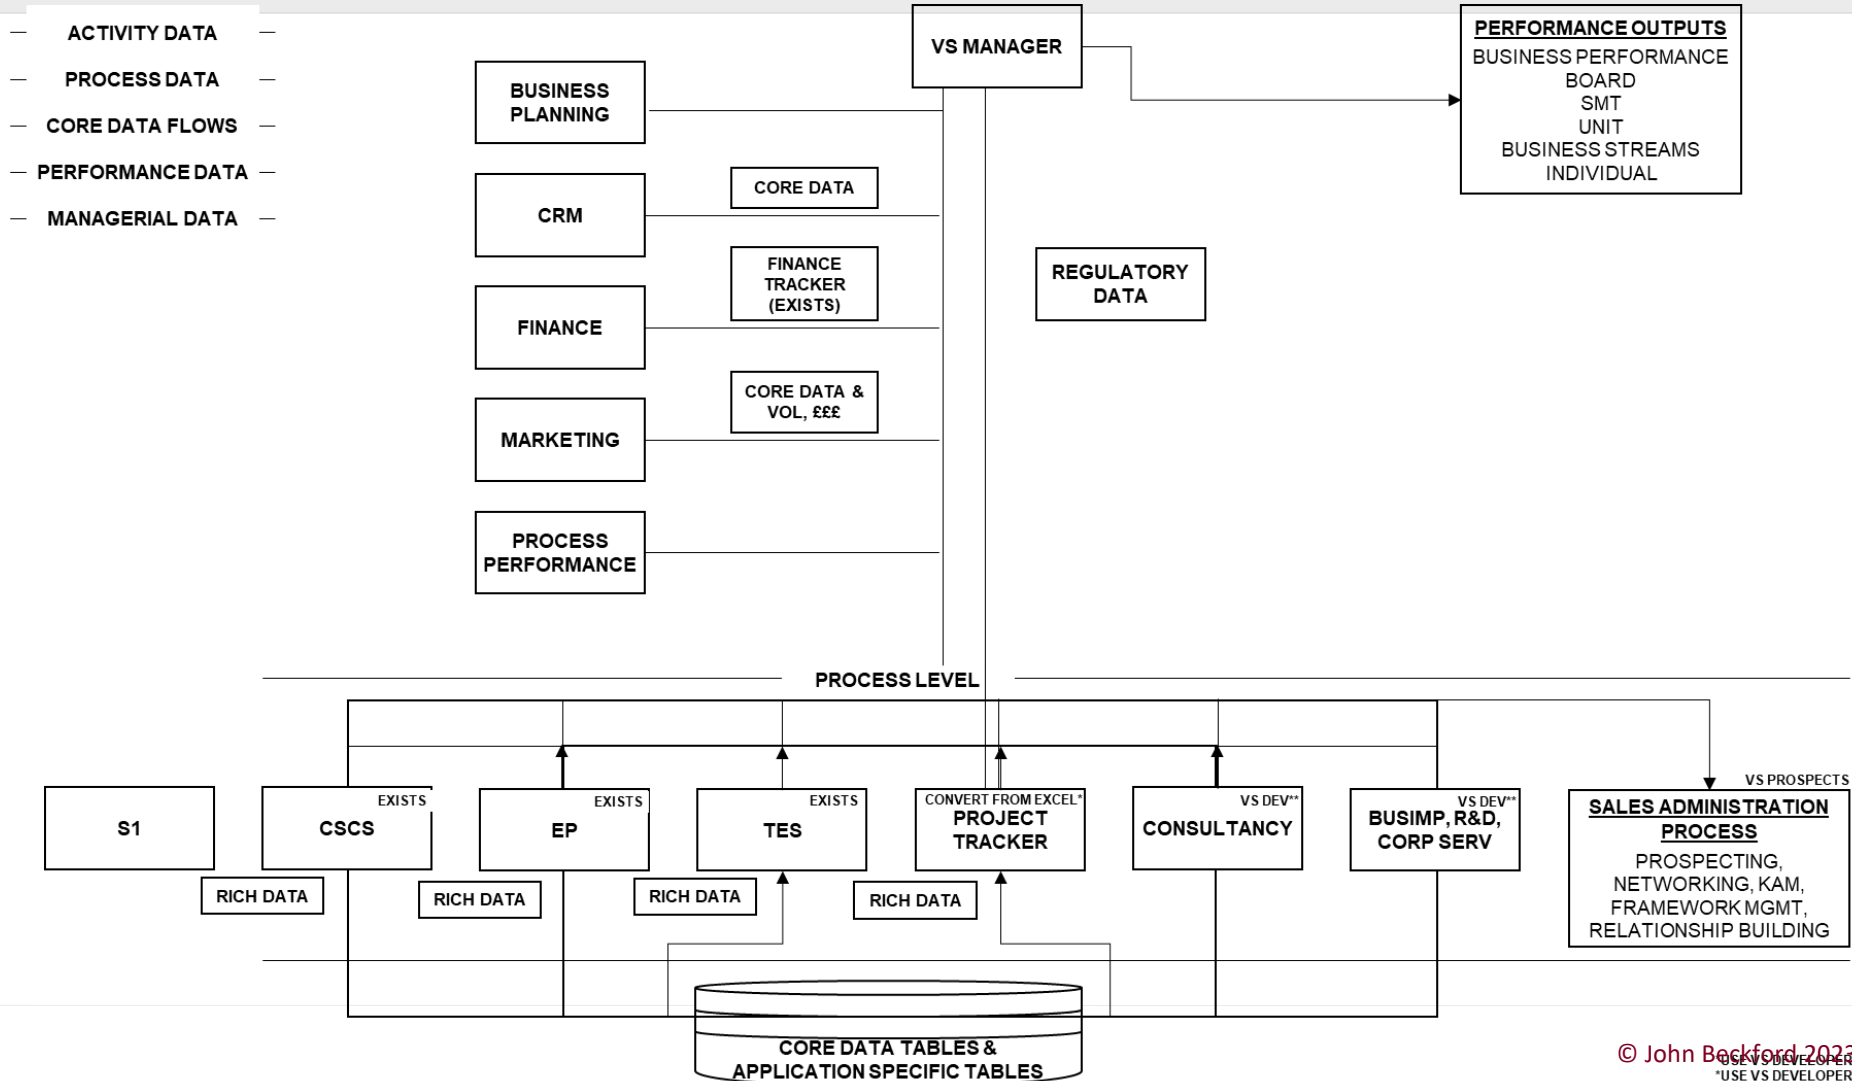 ACTIVITY DATA
PROCESS DATA
CORE DATA FLOWS
PERFORMANCE DATA
MANAGERIAL DATA
VS MANAGER
PERFORMANCE OUTPUTS
BUSINESS PERFORMANCE
BOARD
SMT
UNIT
BUSINESS STREAMS
INDIVIDUAL
BUSINESS
PLANNING
CRM
CORE DATA
FINANCE
TRACKER
(EXISTS)
REGULATORY
DATA
FINANCE
CORE DATA &
VOL, £££
MARKETING
PROCESS
PERFORMANCE
PROCESS LEVEL
S1
EXISTS
CSCS
EXISTS
EP
EXISTS
TES
CONVERT FROM EXCEL*
PROJECT
TRACKER
VS DEV**
CONSULTANCY
VS DEV**
BUSIMP, R&D,
CORP SERV
VS PROSPECTS
SALES ADMINISTRATION
PROCESS
PROSPECTING,
NETWORKING, KAM,
FRAMEWORK MGMT,
RELATIONSHIP BUILDING
RICH DATA
RICH DATA
RICH DATA
RICH DATA
CORE DATA TABLES &
APPLICATION SPECIFIC TABLES
© John Beckford 2023
*USE VS DEVELOPER